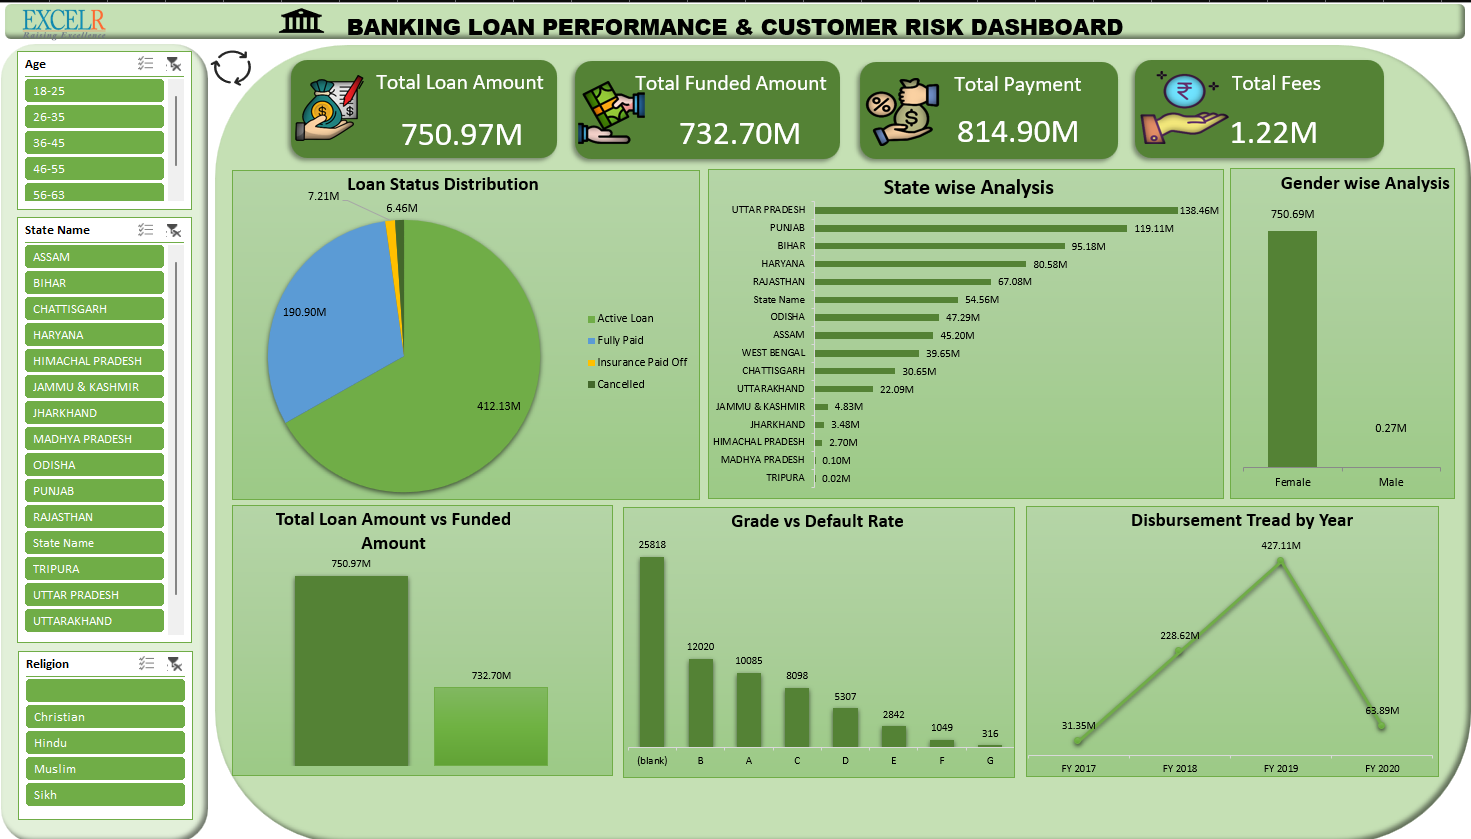 EXCELR
Raising Excellence
BANKING LOAN PERFORMANCE & CUSTOMER RISK DASHBOARD
Age
18-25
26-35
36-45
46-55
56-63
State Name
ASSAM
BIHAR
CHATTISGARH
HARYANA
HIMACHAL PRADESH
JAMMU & KASHMIR
JHARKHAND
MADHYA PRADESH
ODISHA
PUNJAB
RAJASTHAN
State Name
TRIPURA
UTTAR PRADESH
UTTARAKHAND
Religion
Christian
Hindu
Muslim
Sikh
Total Loan Amount
750.97M
Total Funded Amount
732.70M
Total Payment
814.90M
₹
Total Fees
1.22M
Loan Status Distribution
7.21M
6.46M
190.90M
412.13M
Active Loan
Fully Paid
Insurance Paid Off
Cancelled
State wise Analysis
UTTAR PRADESH 138.46M
PUNJAB 119.11M
BIHAR 95.18M
HARYANA 80.58M
RAJASTHAN 67.08M
State Name 54.56M
ODISHA 47.29M
ASSAM 45.20M
WEST BENGAL 39.65M
CHATTISGARH 30.65M
UTTARAKHAND 22.09M
JAMMU & KASHMIR 4.83M
JHARKHAND 3.48M
HIMACHAL PRADESH 2.70M
MADHYA PRADESH 0.10M
TRIPURA 0.02M
Gender wise Analysis
750.69M
0.27M
Female Male
Total Loan Amount vs Funded
Amount
750.97M
732.70M
Grade vs Default Rate
25818
12020
10085
8098
5307
2842
1049
316
(blank) B A C D E F G
Disbursement Tread by Year
427.11M
228.62M
31.35M
63.89M
FY 2017 FY 2018 FY 2019 FY 2020